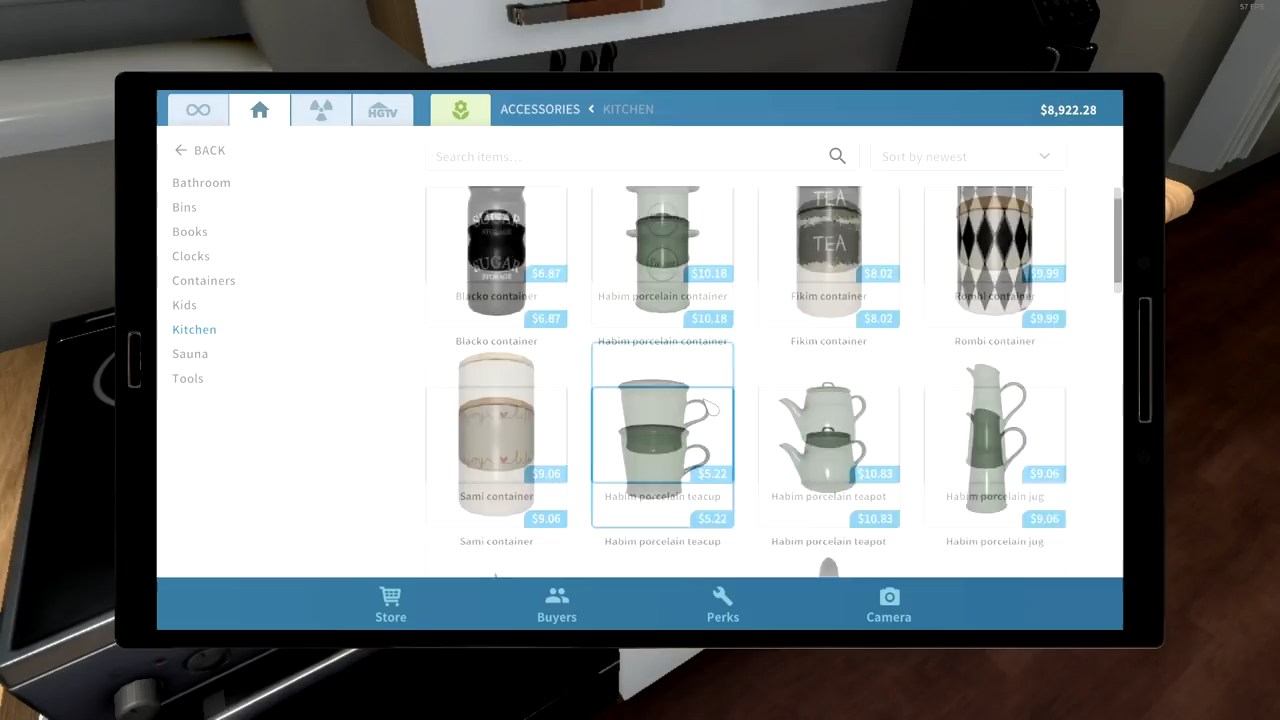 57 FPS
HGTV
ACCESSORIES < KITCHEN
$8,922.28
BACK
Search items...
Sort by newest
Bathroom
Bins
Books
Clocks
Containers
Kids
Kitchen
Sauna
Tools
SUGAR
STORAGE
SUGAR
STORAGE
TEA
TEA
$6.87
$10.18
$8.02
$9.99
Blacko container
Habim porcelain container
Fikim container
Rombi container
$6.87
$10.18
$8.02
$9.99
Blacko container
Habim porcelain container
Fikim container
Rombi container
$9.06
$5.22
$10.83
$9.06
Sami container
Habim porcelain teacup
Habim porcelain teapot
Habim porcelain jug
$9.06
$5.22
$10.83
$9.06
Sami container
Habim porcelain teacup
Habim porcelain teapot
Habim porcelain jug
Store
Buyers
Perks
Camera